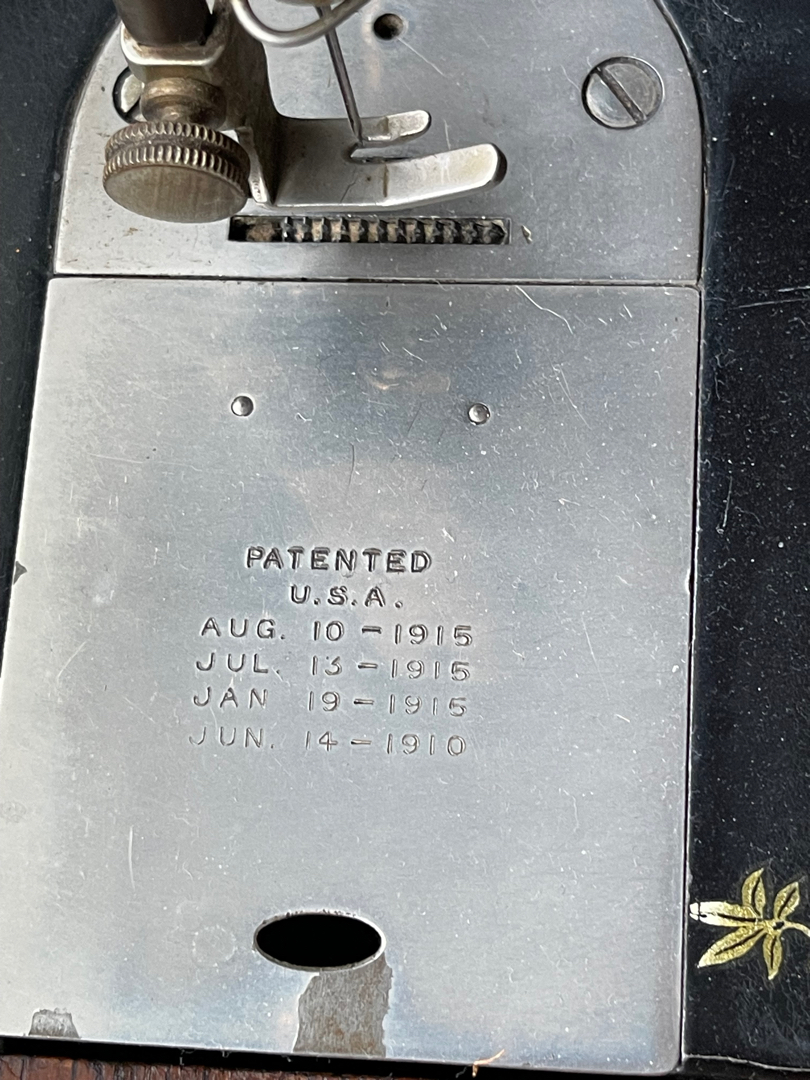 PATENTED
U.S.A.
AUG. 10-1915
JUL. 13-1915
JAN 19-1915
JUN. 14-1910